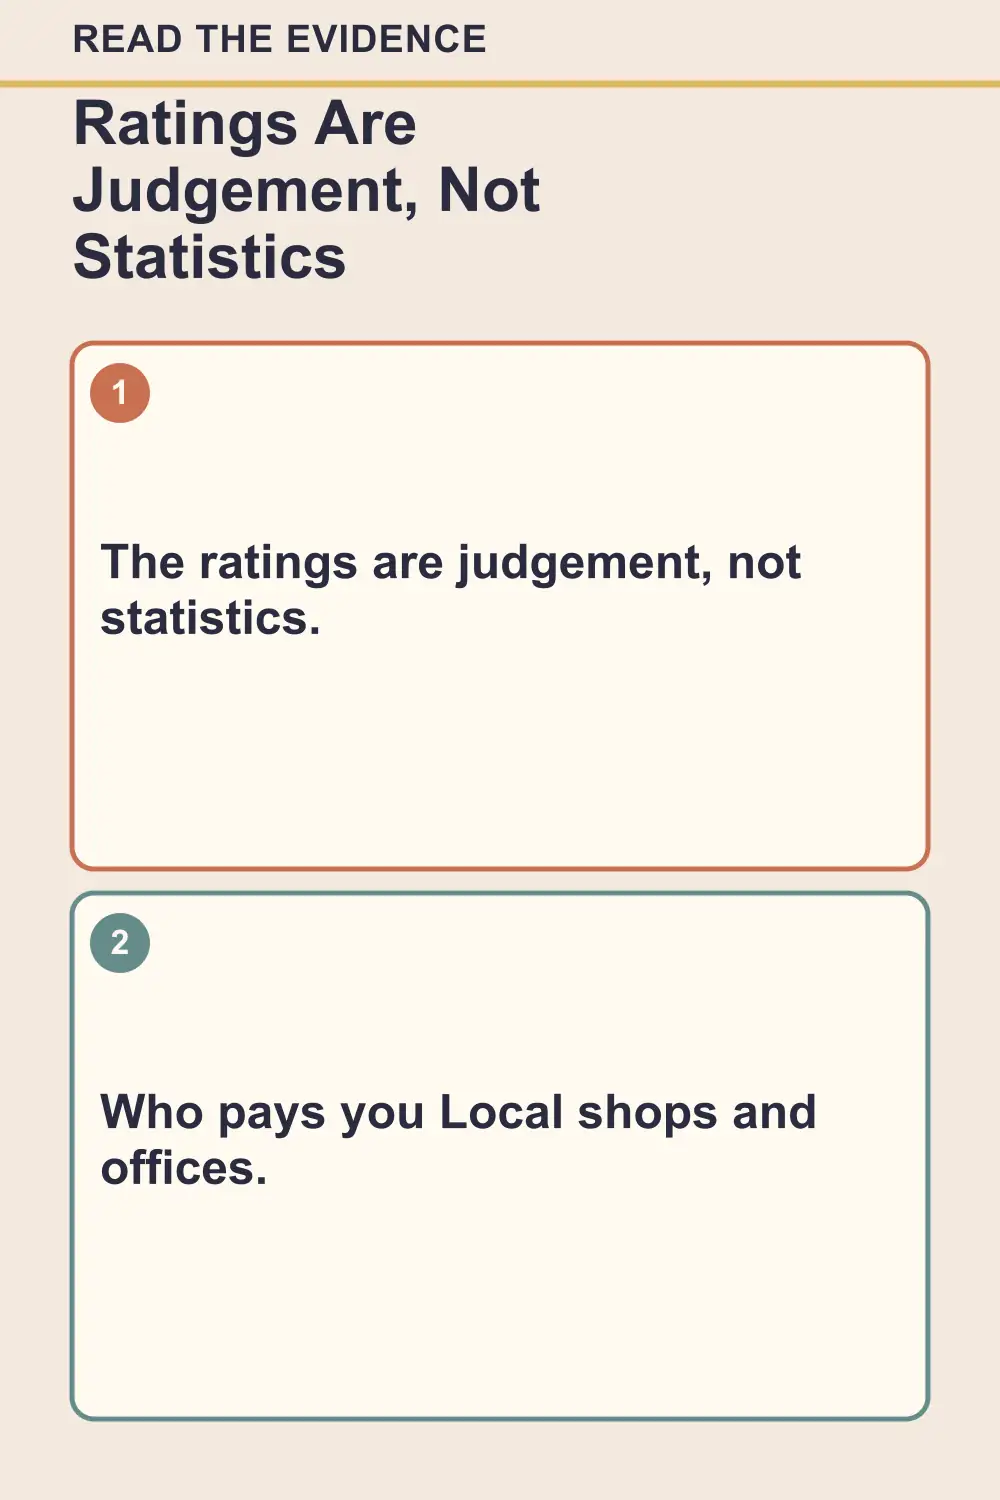 READ THE EVIDENCE
Ratings Are
Judgement, Not
Statistics
1
The ratings are judgement, not
statistics.
2
Who pays you Local shops and
offices.